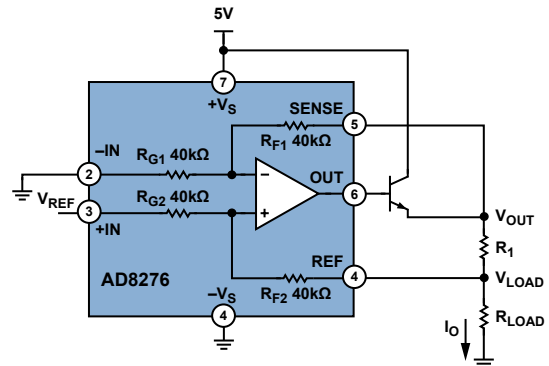 5V
7
+VS
SENSE
5
RF1 40kΩ
–IN
2
RG1 40kΩ
–
OUT
6
VREF
3
RG2 40kΩ
+
+IN
VOUT
R1
REF
4
VLOAD
AD8276
RF2 40kΩ
–VS
4
IO
RLOAD